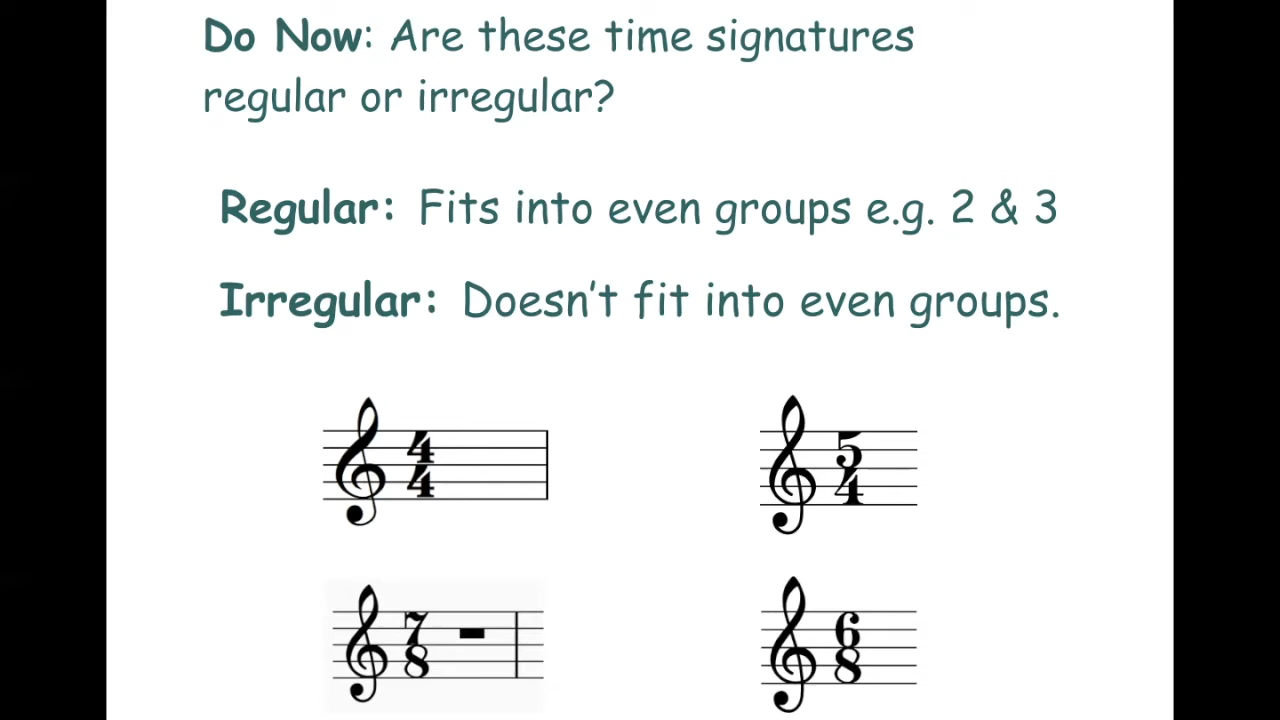 Do Now: Are these time signatures
regular or irregular?
Regular: Fits into even groups e.g. 2 & 3
Irregular: Doesn't fit into even groups.
4
4
5
4
7
8
6
8